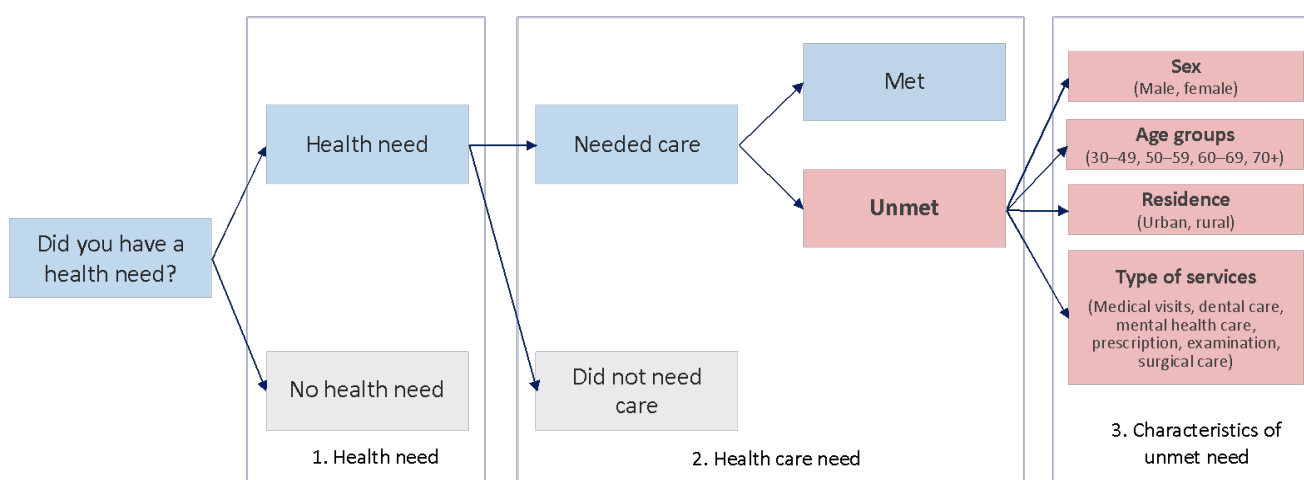 Did you have a
health need?
Health need
No health need
1. Health need
Needed care
Did not need
care
Met
Unmet
2. Health care need
Sex
(Male, female)
Age groups
(30–49, 50–59, 60–69, 70+)
Residence
(Urban, rural)
Type of services
(Medical visits, dental care,
mental health care,
prescription, examination,
surgical care)
3. Characteristics of
unmet need